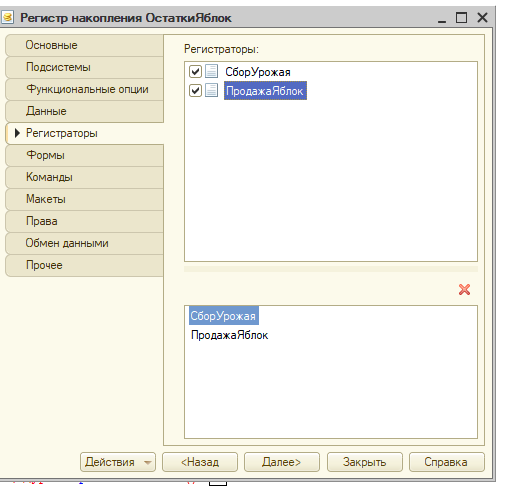 Регистр накопления ОстаткиЯблок
Основные
Подсистемы
Функциональные опции
Данные
Регистраторы
Формы
Команды
Макеты
Права
Обмен данными
Прочее
Регистраторы:
СборУрожая
ПродажаЯблок
СборУрожая
ПродажаЯблок
Действия
<Назад
Далее>
Закрыть
Справка